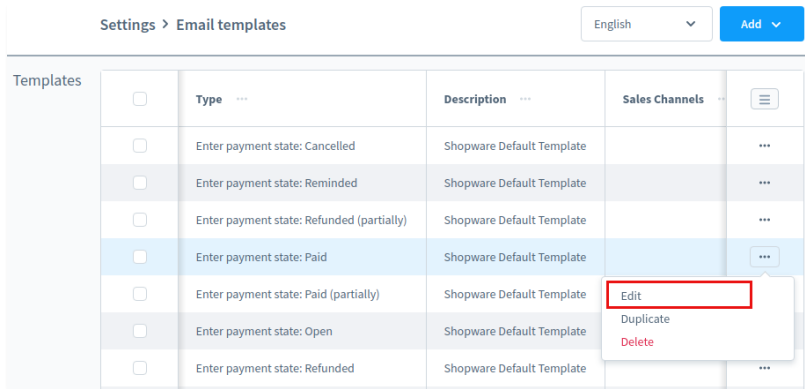 Settings > Email templates English Add
Templates
Type ··· Description ··· Sales Channels ··
Enter payment state: Cancelled Shopware Default Template ···
Enter payment state: Reminded Shopware Default Template ···
Enter payment state: Refunded (partially) Shopware Default Template ···
Enter payment state: Paid Shopware Default Template ···
Enter payment state: Paid (partially) Shopware Default Template Edit
Duplicate
Enter payment state: Open Shopware Default Template
Delete
Enter payment state: Refunded Shopware Default Template ···